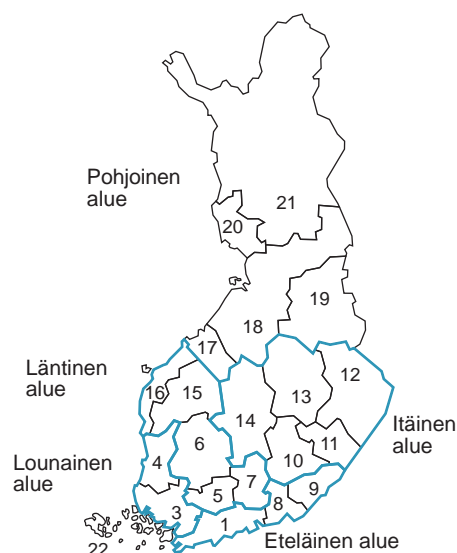 Pohjoinen
alue
21
20
19
18
17
Läntinen
alue
16
15
14
13
12
Itäinen
alue
11
10
Lounainen
alue
4
6
7
5
3
1
8
9
22
Eteläinen alue